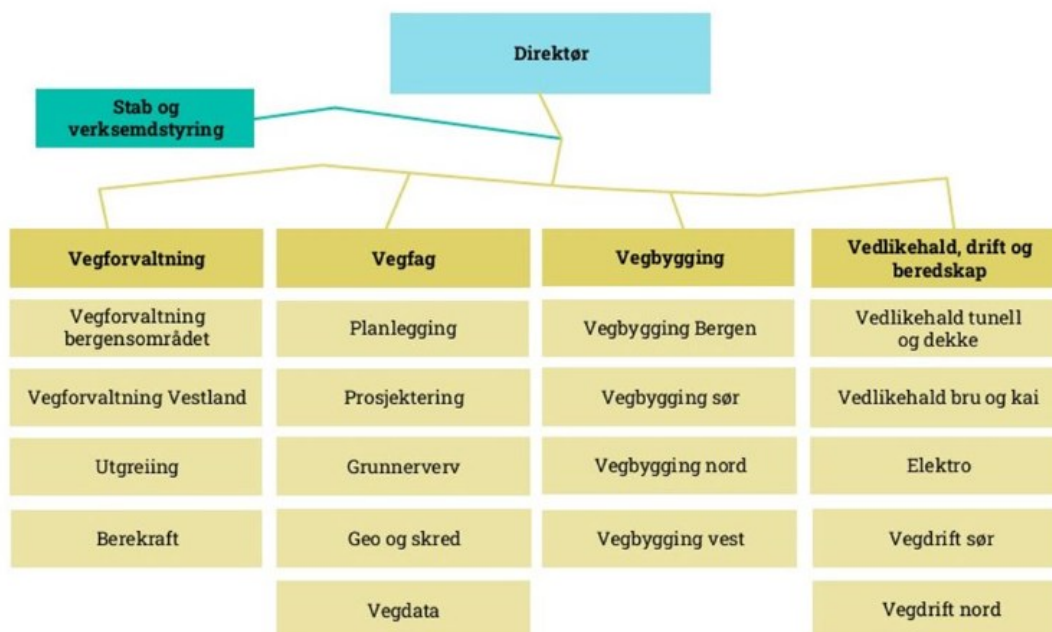 Direktør
Stab og
verksemdstyring
Vegforvaltning
Vegforvaltning
bergensområdet
Vegforvaltning Vestland
Utgreiing
Berekraft
Vegfag
Planlegging
Prosjektering
Grunnerverv
Geo og skred
Vegdata
Vegbygging
Vegbygging Bergen
Vegbygging sør
Vegbygging nord
Vegbygging vest
Vedlikehald, drift og
beredskap
Vedlikehald tunell
og dekke
Vedlikehald bru og kai
Elektro
Vegdrift sør
Vegdrift nord